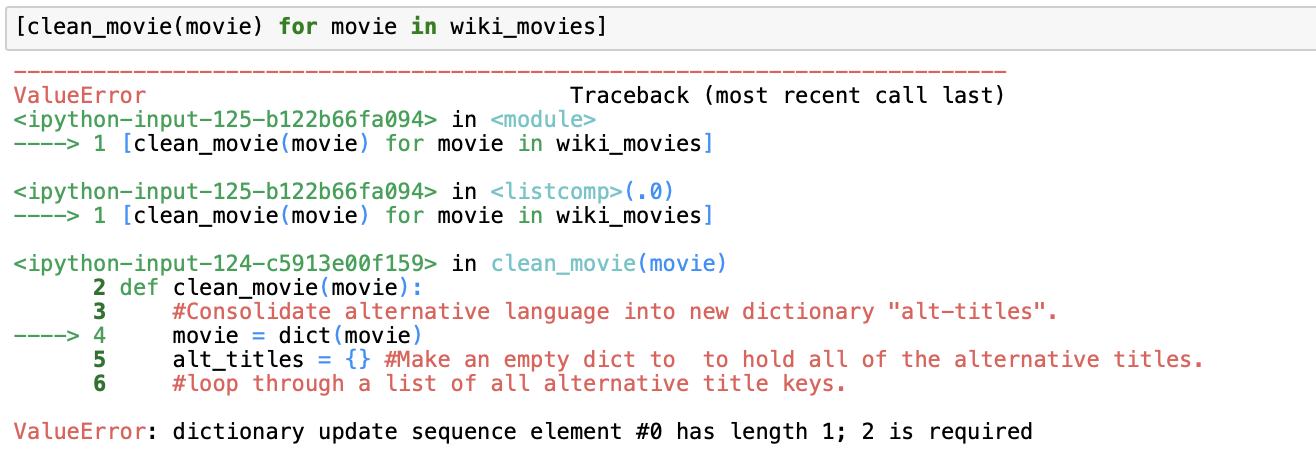 [clean_movie(movie) for movie in wiki_movies]
---------------------------------------------------------------------------
ValueError                                Traceback (most recent call last)
<ipython-input-125-b122b66fa094> in <module>
----> 1 [clean_movie(movie) for movie in wiki_movies]
<ipython-input-125-b122b66fa094> in <listcomp>(.0)
----> 1 [clean_movie(movie) for movie in wiki_movies]
<ipython-input-124-c5913e00f159> in clean_movie(movie)
      2 def clean_movie(movie):
      3     #Consolidate alternative language into new dictionary "alt-titles".
----> 4     movie = dict(movie)
      5     alt_titles = {} #Make an empty dict to  to hold all of the alternative titles.
      6     #loop through a list of all alternative title keys.
ValueError: dictionary update sequence element #0 has length 1; 2 is required